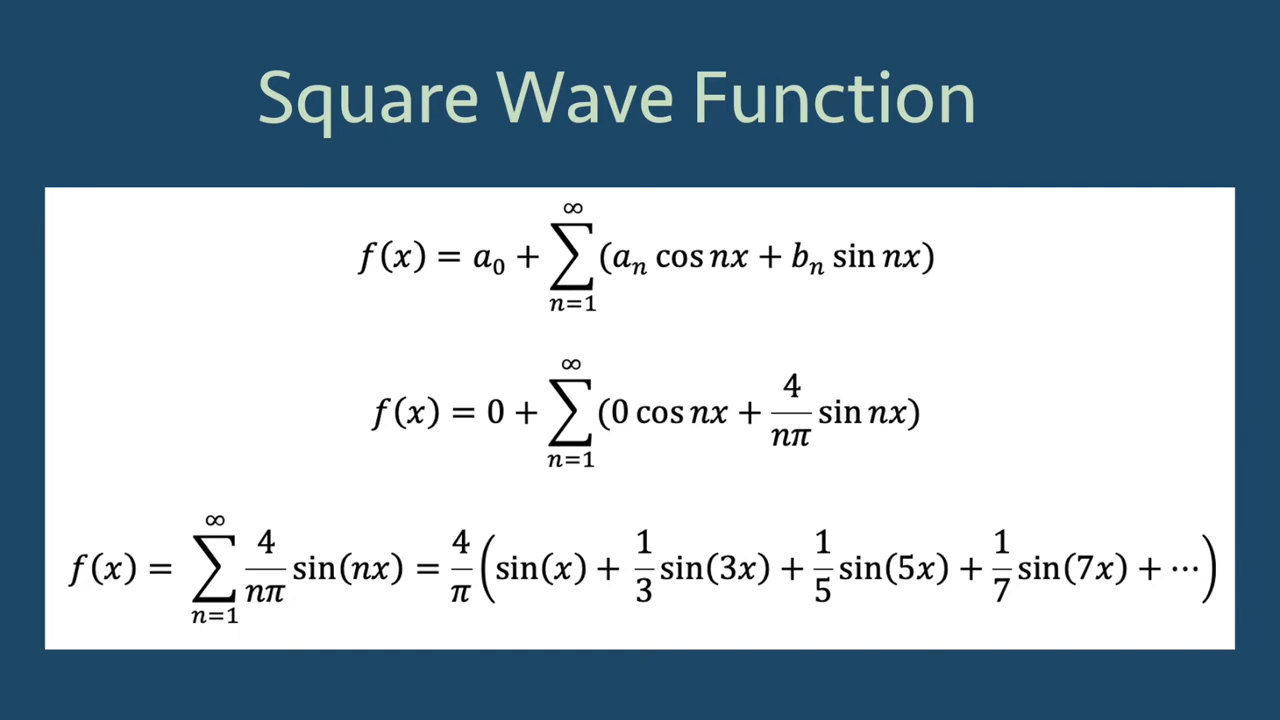 Square Wave Function
f(x) = a₀ + ∑_{n=1}^{∞} (aₙ cos nx + bₙ sin nx)
f(x) = 0 + ∑_{n=1}^{∞} (0 cos nx + 4/(nπ) sin nx)
f(x) = ∑_{n=1}^{∞} 4/(nπ) sin(nx) = 4/π (sin(x) + 1/3 sin(3x) + 1/5 sin(5x) + 1/7 sin(7x) + ⋯)